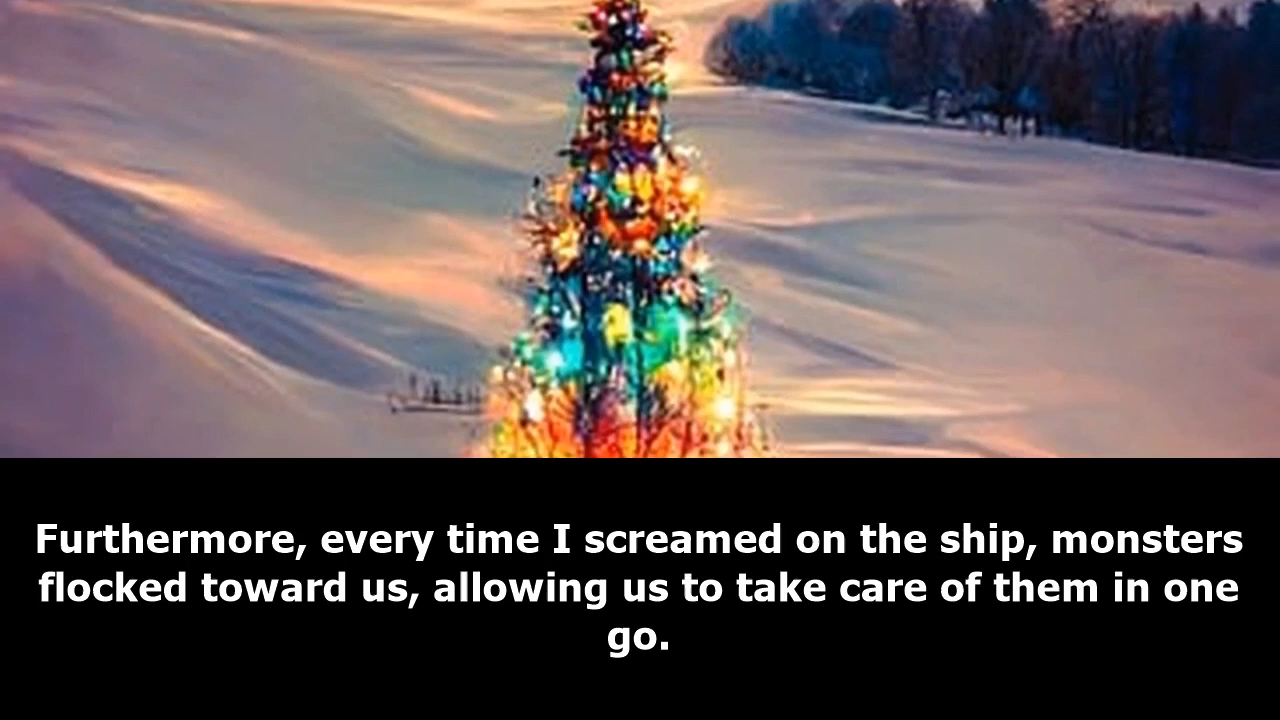 Furthermore, every time I screamed on the ship, monsters
flocked toward us, allowing us to take care of them in one
go.